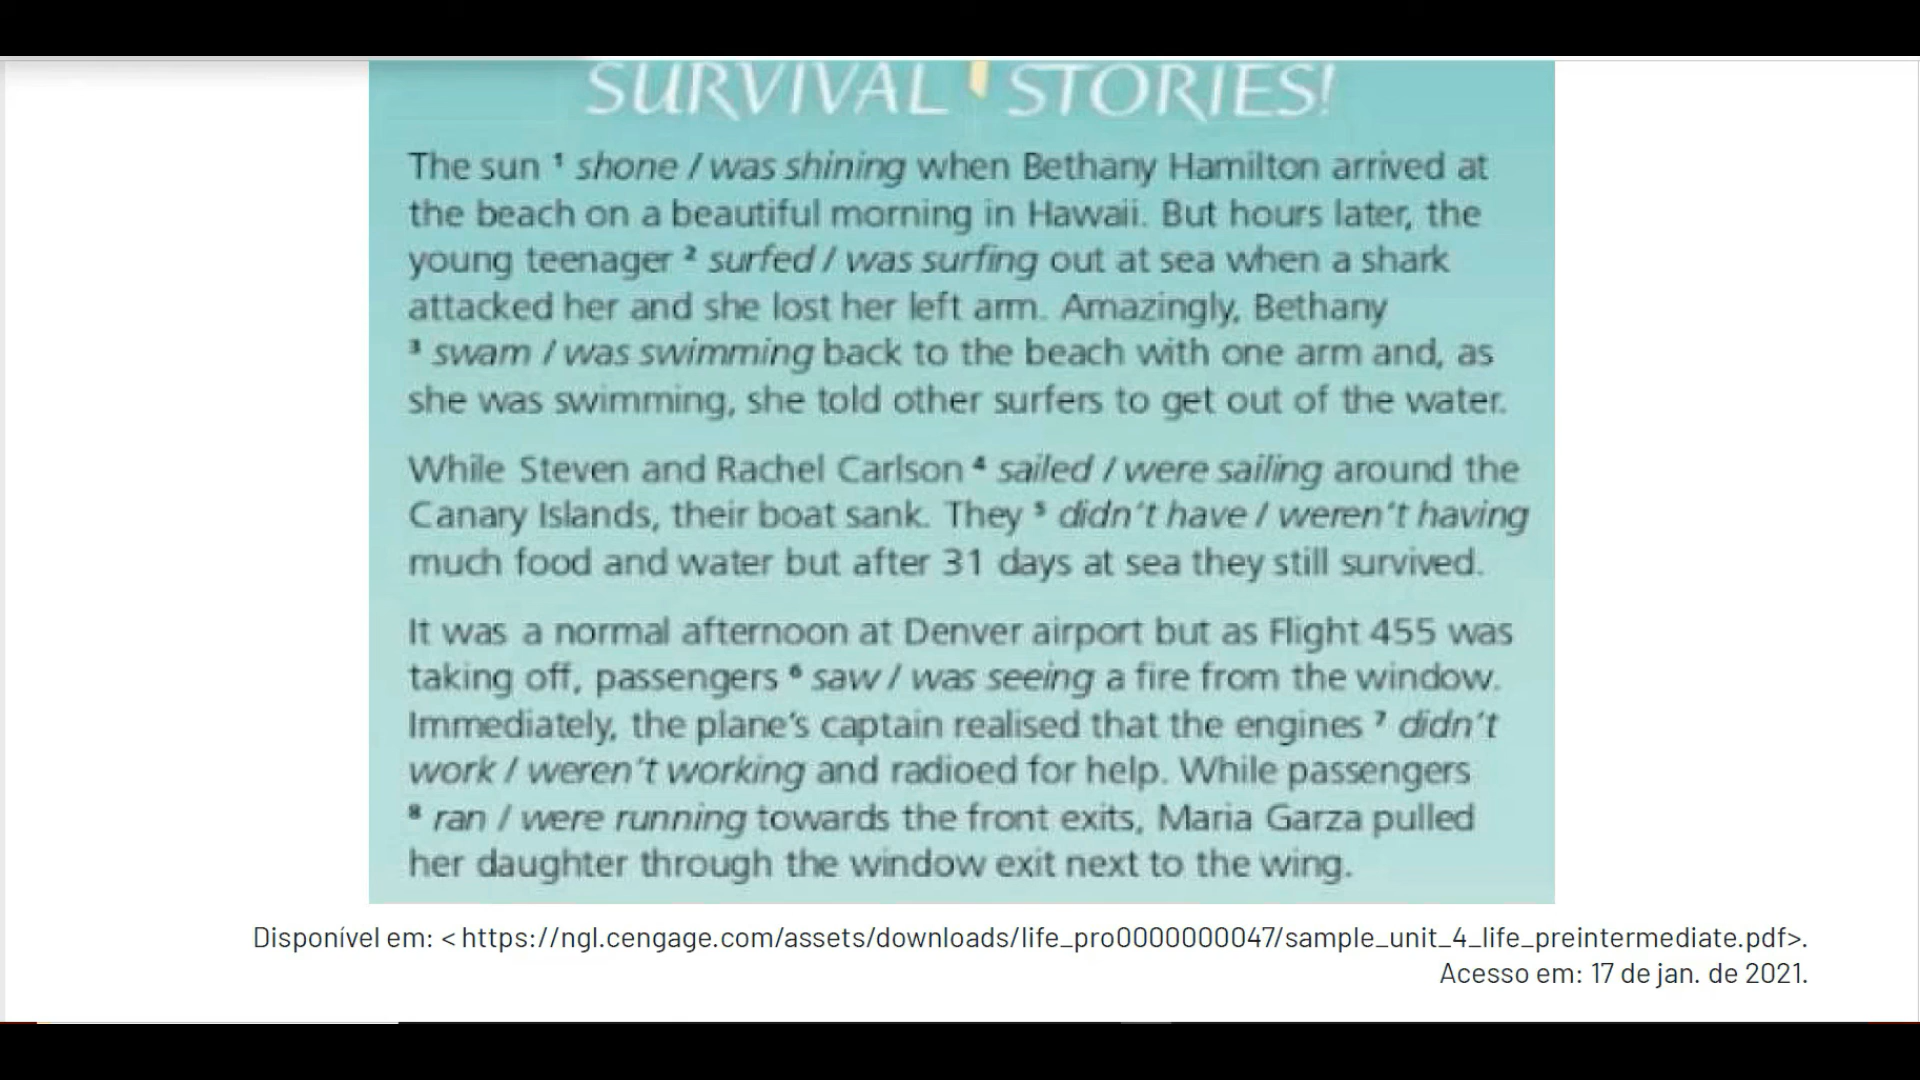 SURVIVAL STORIES!
The sun ¹ shone / was shining when Bethany Hamilton arrived at
the beach on a beautiful morning in Hawaii. But hours later, the
young teenager ² surfed / was surfing out at sea when a shark
attacked her and she lost her left arm. Amazingly, Bethany
³ swam / was swimming back to the beach with one arm and, as
she was swimming, she told other surfers to get out of the water.
While Steven and Rachel Carlson ⁴ sailed / were sailing around the
Canary Islands, their boat sank. They ⁵ didn't have / weren't having
much food and water but after 31 days at sea they still survived.
It was a normal afternoon at Denver airport but as Flight 455 was
taking off, passengers ⁶ saw / was seeing a fire from the window.
Immediately, the plane's captain realised that the engines ⁷ didn't
work / weren't working and radioed for help. While passengers
⁸ ran / were running towards the front exits, Maria Garza pulled
her daughter through the window exit next to the wing.
Disponível em: < https://ngl.cengage.com/assets/downloads/life_pro0000000047/sample_unit_4_life_preintermediate.pdf>.
Acesso em: 17 de jan. de 2021.